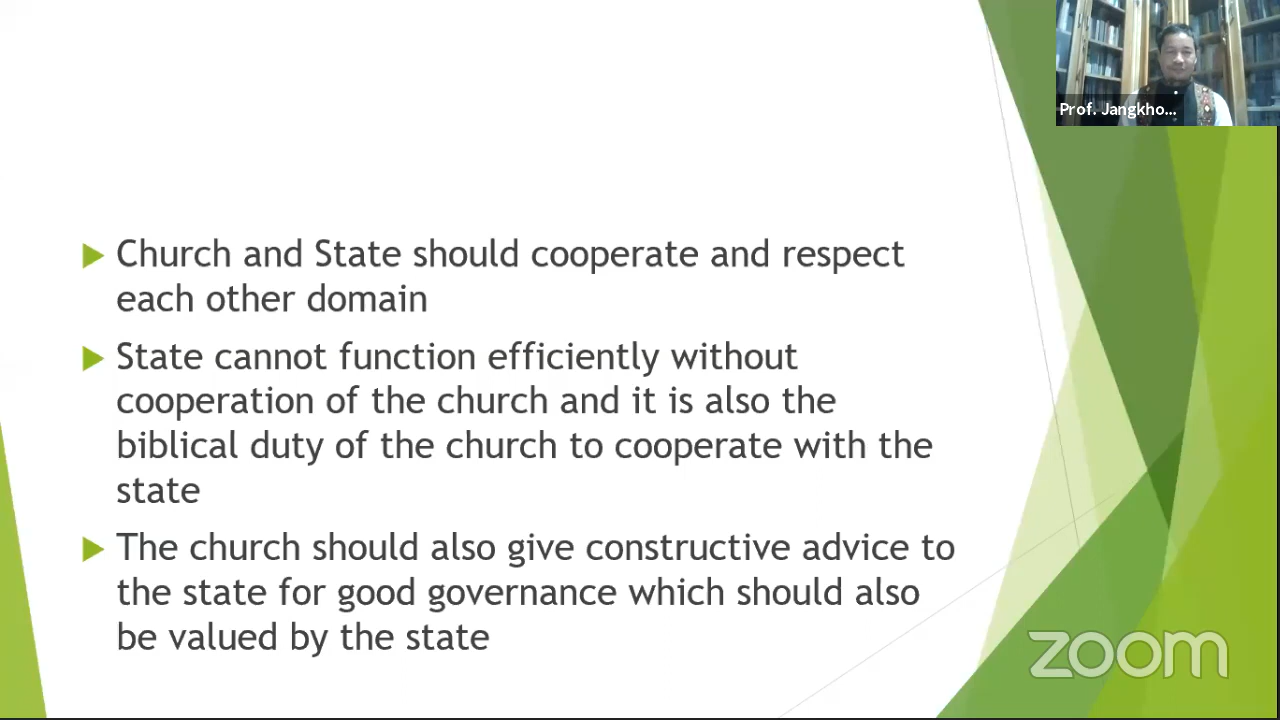 Prof. Jangkho...
Church and State should cooperate and respect
each other domain
State cannot function efficiently without
cooperation of the church and it is also the
biblical duty of the church to cooperate with the
state
The church should also give constructive advice to
the state for good governance which should also
be valued by the state
zoom